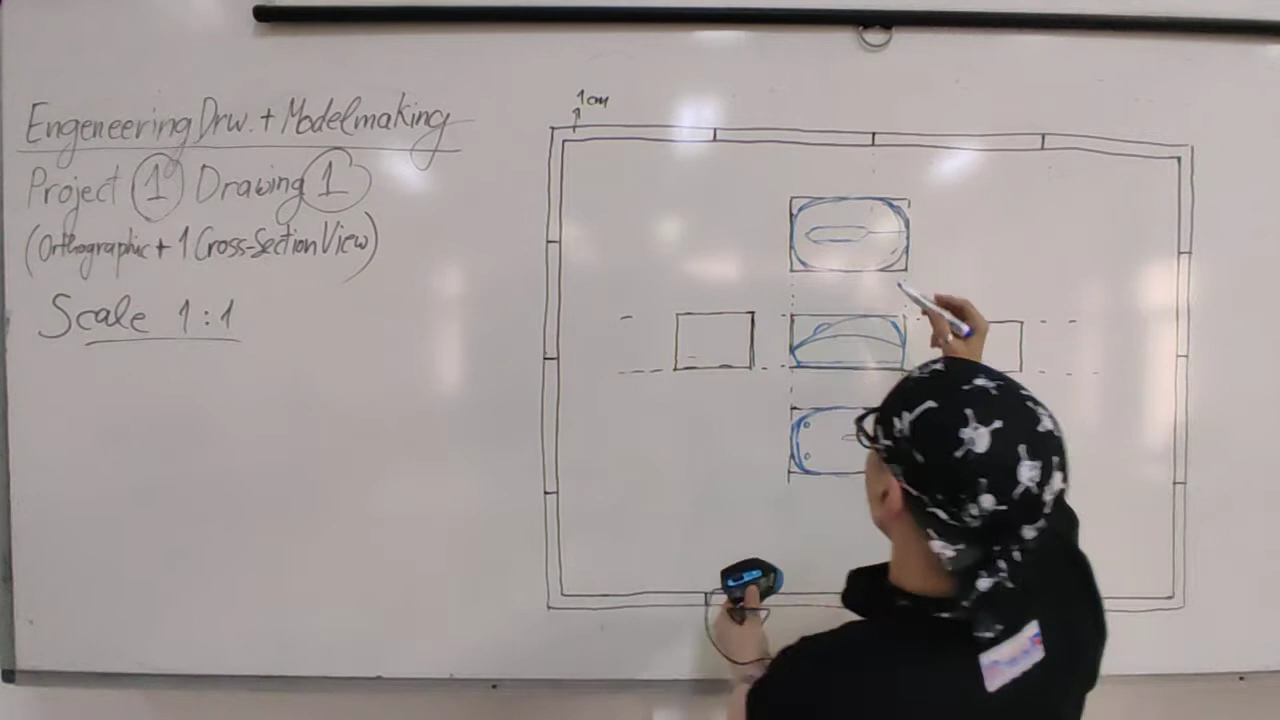 Engeneering Drw. + Modelmaking
Project 1 Drawing 1
(Orthographic + 1 Cross-Section View)
Scale 1:1
1cm